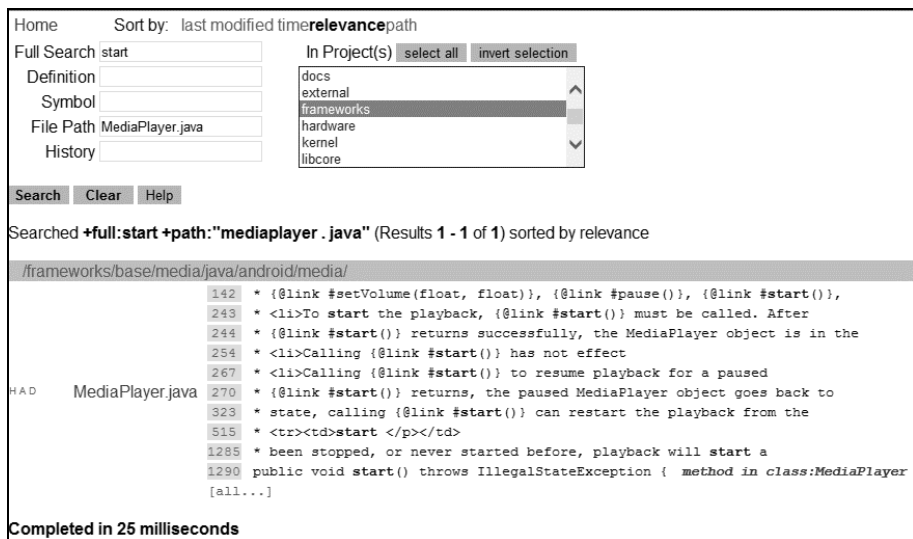 Home Sort by: last modified time relevance path
Full Search start In Project(s) select all invert selection
Definition docs
Symbol external
frameworks
File Path MediaPlayer.java hardware
History kernel
libcore
Search Clear Help
Searched +full:start +path:"mediaplayer . java" (Results 1 - 1 of 1) sorted by relevance
/frameworks/base/media/java/android/media/
142 * {@link #setVolume(float, float)}, {@link #pause()}, {@link #start()},
243 * <li>To start the playback, {@link #start()} must be called. After
244 * {@link #start()} returns successfully, the MediaPlayer object is in the
254 * <li>Calling {@link #start()} has not effect
267 * <li>Calling {@link #start()} to resume playback for a paused
H A D MediaPlayer.java 270 * {@link #start()} returns, the paused MediaPlayer object goes back to
323 * state, calling {@link #start()} can restart the playback from the
515 * <tr><td>start </p></td>
1285 * been stopped, or never started before, playback will start a
1290 public void start() throws IllegalStateException { method in class:MediaPlayer
[all...]
Completed in 25 milliseconds